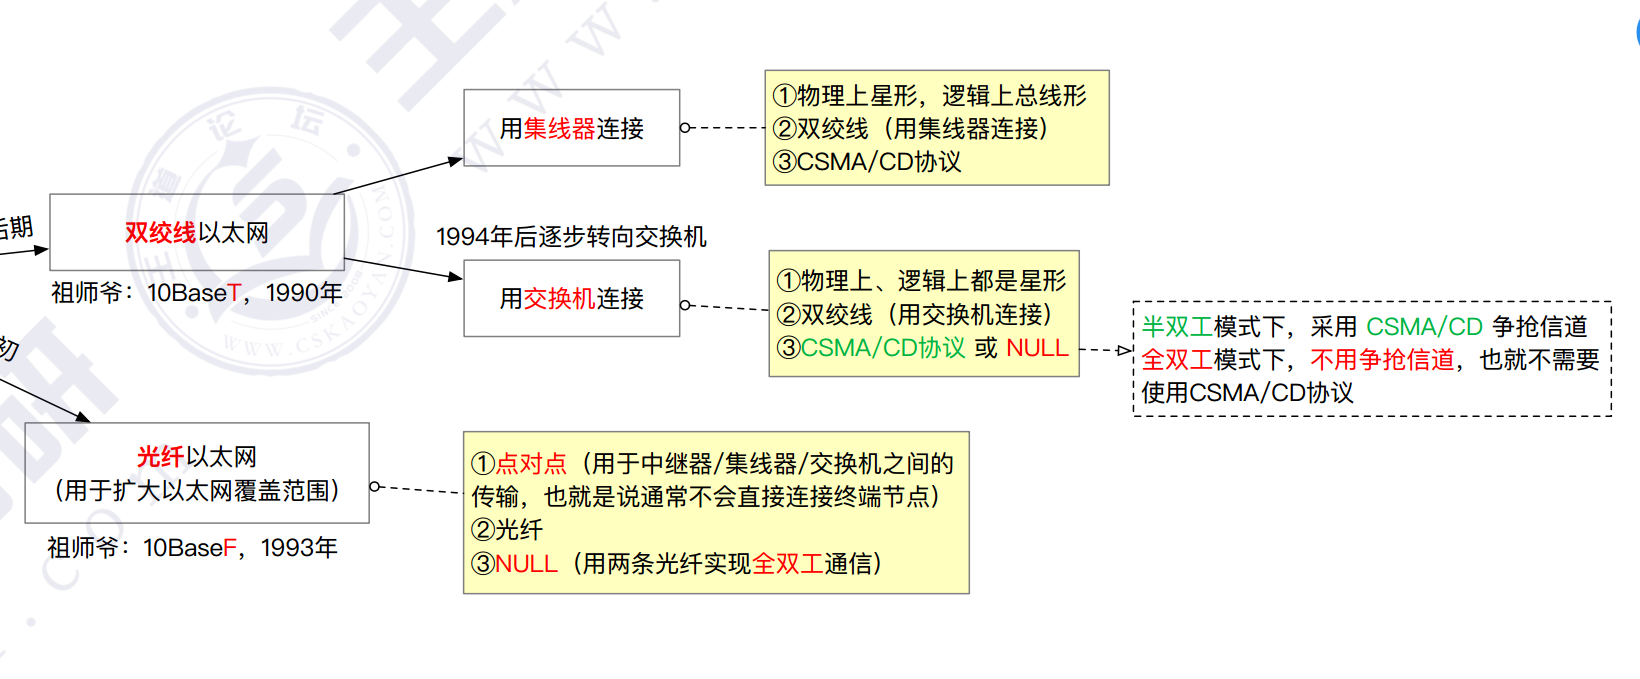 后期
双绞线以太网
祖师爷：10BaseT，1990年
用集线器连接
①物理上星形，逻辑上总线形
②双绞线（用集线器连接）
③CSMA/CD协议
1994年后逐步转向交换机
用交换机连接
①物理上、逻辑上都是星形
②双绞线（用交换机连接）
③CSMA/CD协议 或 NULL
半双工模式下，采用 CSMA/CD 争抢信道
全双工模式下，不用争抢信道，也就不需要
使用CSMA/CD协议
初
光纤以太网
（用于扩大以太网覆盖范围）
祖师爷：10BaseF，1993年
①点对点（用于中继器/集线器/交换机之间的
传输，也就是说通常不会直接连接终端节点）
②光纤
③NULL（用两条光纤实现全双工通信）
王道论坛
WWW.CSKAOYAN.COM
研